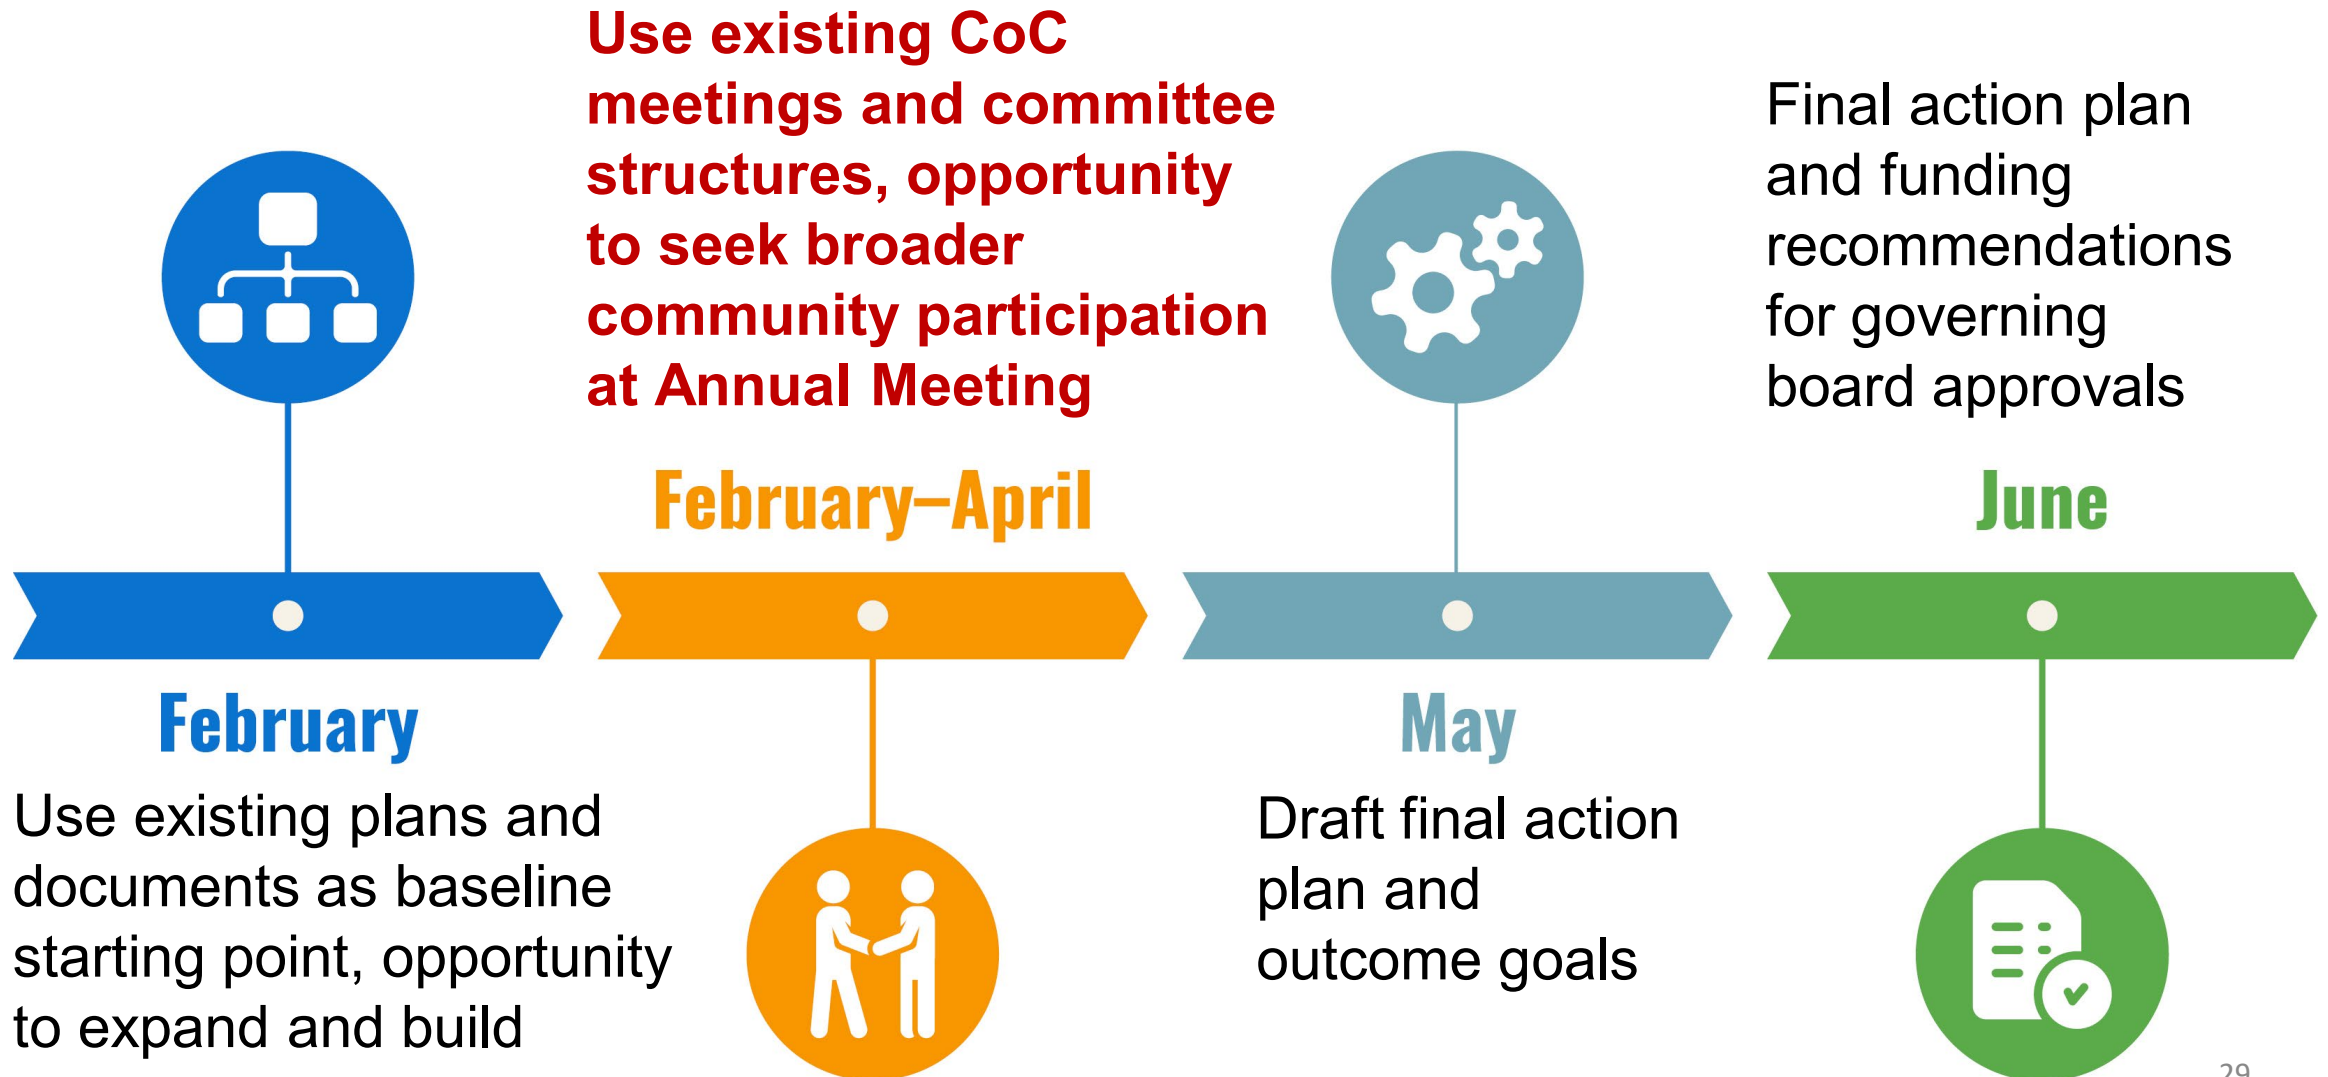 February
Use existing plans and
documents as baseline
starting point, opportunity
to expand and build
Use existing CoC
meetings and committee
structures, opportunity
to seek broader
community participation
at Annual Meeting
February–April
May
Draft final action
plan and
outcome goals
Final action plan
and funding
recommendations
for governing
board approvals
June
29